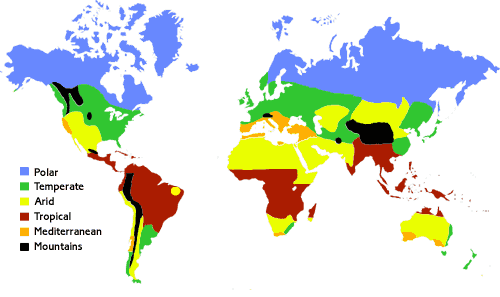 Polar
Temperate
Arid
Tropical
Mediterranean
Mountains